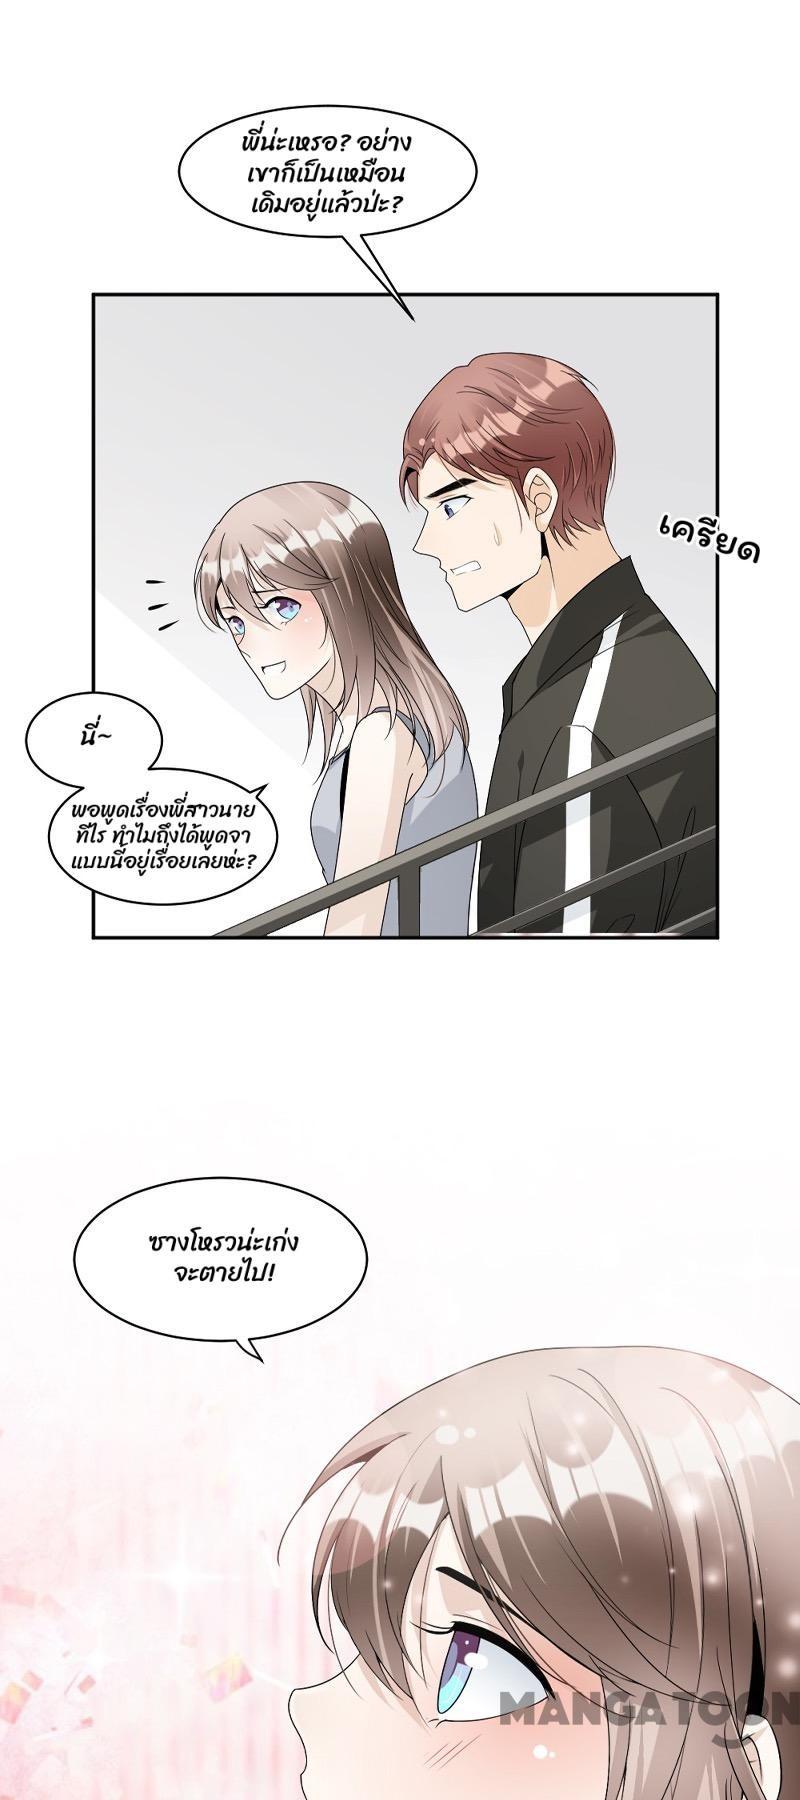 พี่น่ะเหรอ? อย่าง
เขาก็เป็นเหมือน
เดิมอยู่แล้วป่ะ?
เครียด
นี่~
พอพูดเรื่องพี่สาวนาย
ทีไร ทำไมถึงได้พูดจา
แบบนี้อยู่เรื่อยเลยห่ะ?
ซางโหรวน่ะเก่ง
จะตายไป!
MANGATOON